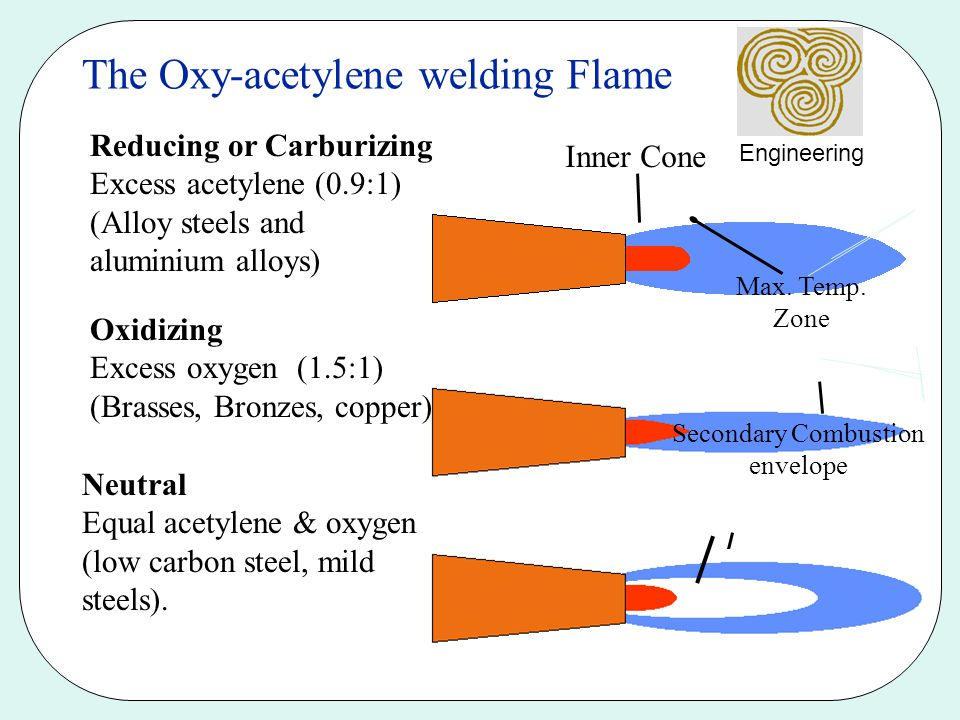 The Oxy-acetylene welding Flame
Engineering
Reducing or Carburizing
Excess acetylene (0.9:1)
(Alloy steels and
aluminium alloys)
Inner Cone
Max. Temp.
Zone
Oxidizing
Excess oxygen (1.5:1)
(Brasses, Bronzes, copper)
Secondary Combustion
envelope
Neutral
Equal acetylene & oxygen
(low carbon steel, mild
steels).